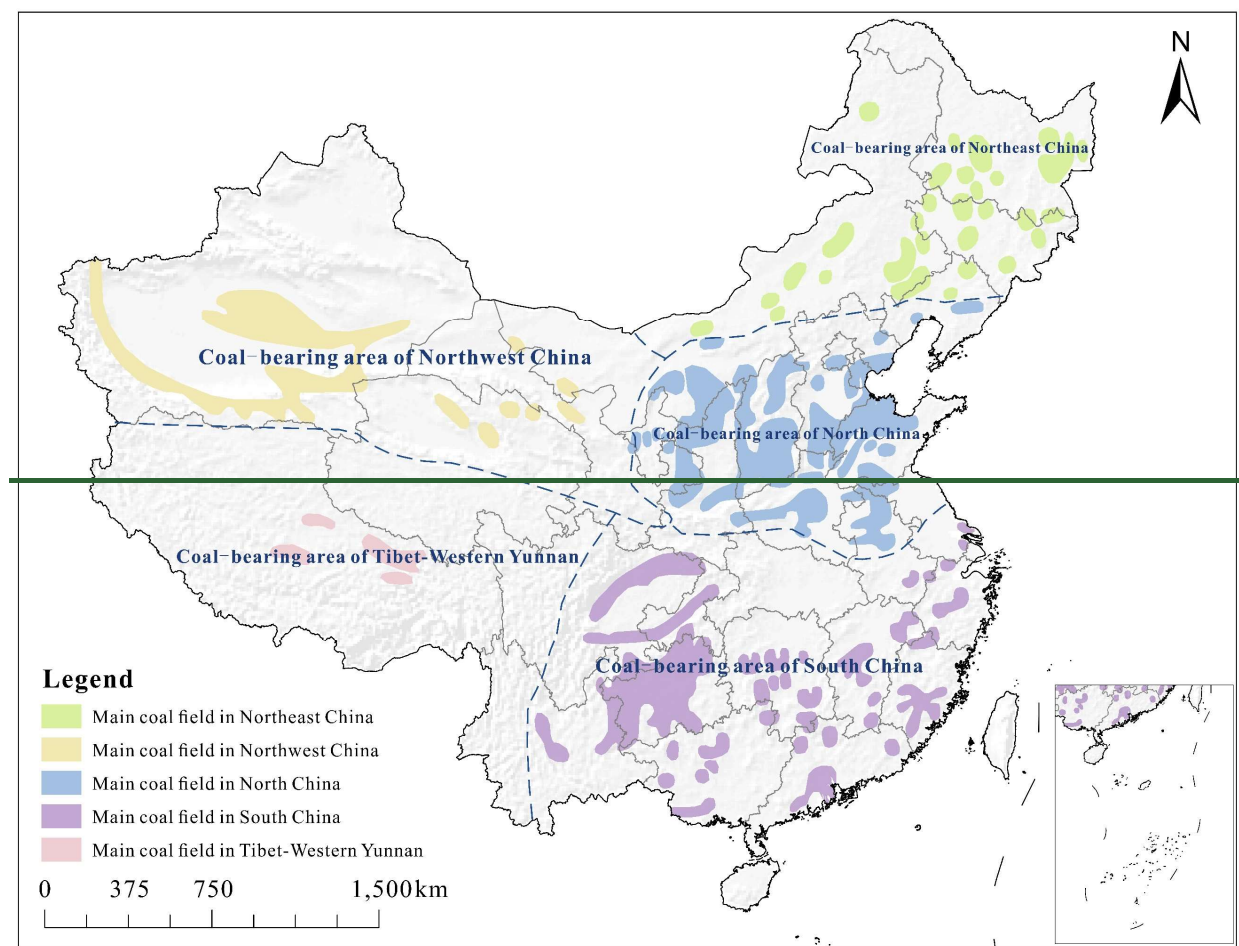 N
Coal-bearing area of Northeast China
Coal-bearing area of Northwest China
Coal-bearing area of North China
Coal-bearing area of Tibet-Western Yunnan
Coal-bearing area of South China
Legend
Main coal field in Northeast China
Main coal field in Northwest China
Main coal field in North China
Main coal field in South China
Main coal field in Tibet-Western Yunnan
0 375 750 1,500km